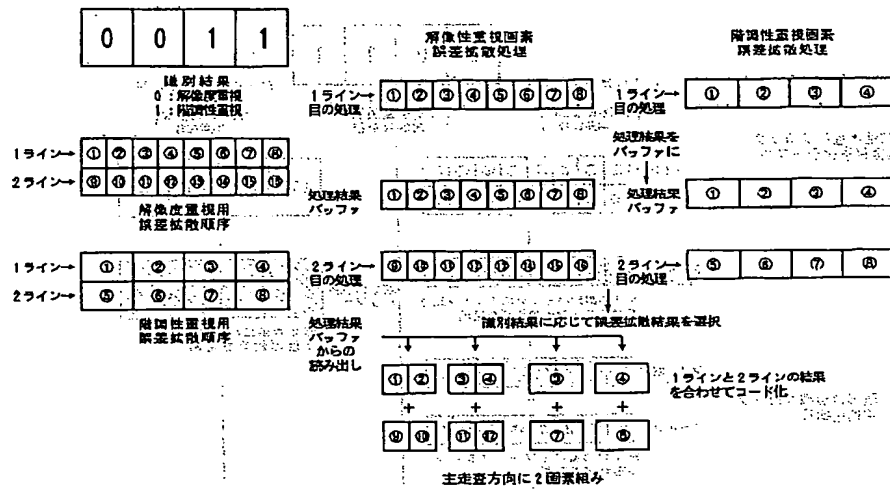 0 0 1 1
識別結果
0:解像度重視
1:階調性重視
1ライン→ ① ② ③ ④ ⑤ ⑥ ⑦ ⑧
2ライン→ ⑨ ⑩ ⑪ ⑫ ⑬ ⑭ ⑮ ⑯
解像度重視用
誤差拡散順序
1ライン→ ① ② ③ ④
2ライン→ ⑤ ⑥ ⑦ ⑧
階調性重視用
誤差拡散順序
解像性重視画素
誤差拡散処理
1ライン→
目の処理
① ② ③ ④ ⑤ ⑥ ⑦ ⑧
処理結果
バッファ
① ② ③ ④ ⑤ ⑥ ⑦ ⑧
2ライン→
目の処理
⑨ ⑩ ⑪ ⑫ ⑬ ⑭ ⑮ ⑯
階調性重視画素
誤差拡散処理
1ライン→
目の処理
① ② ③ ④
処理結果を
バッファに
処理結果
バッファ
① ② ③ ④
2ライン→
目の処理
⑤ ⑥ ⑦ ⑧
識別結果に応じて誤差拡散結果を選択
処理結果
バッファ
からの
読み出し
① ② ③ ④ ③ ④
+ + + +
⑨ ⑩ ⑪ ⑫ ⑦ ⑧
1ラインと2ラインの結果
を合わせてコード化
主走査方向に2画素組み